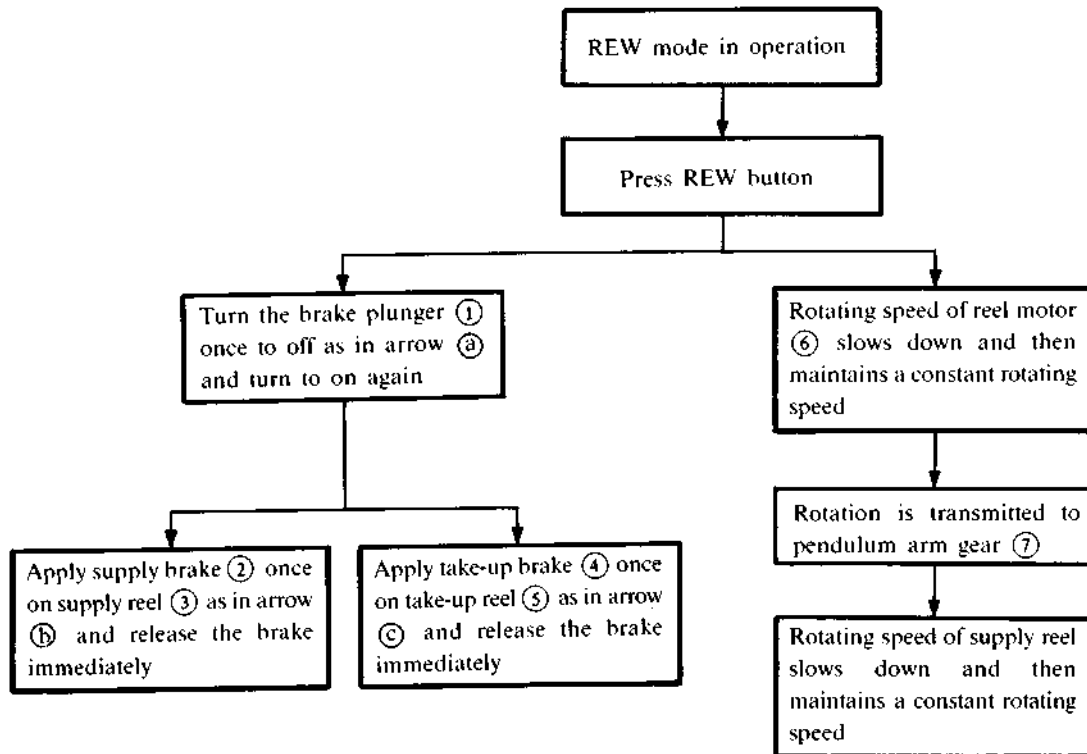 REW mode in operation
Press REW button
Turn the brake plunger ①
once to off as in arrow ⓐ
and turn to on again
Apply supply brake ② once
on supply reel ③ as in arrow
ⓑ and release the brake
immediately
Apply take-up brake ④ once
on take-up reel ⑤ as in arrow
ⓒ and release the brake
immediately
Rotating speed of reel motor
⑥ slows down and then
maintains a constant rotating
speed
Rotation is transmitted to
pendulum arm gear ⑦
Rotating speed of supply reel
slows down and then
maintains a constant rotating
speed